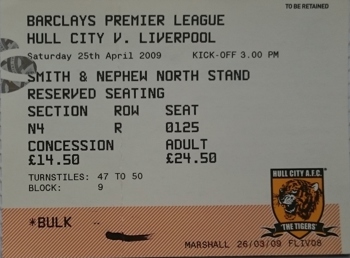 TO BE RETAINED
BARCLAYS PREMIER LEAGUE
HULL CITY V. LIVERPOOL
Saturday 25th April 2009 KICK-OFF 3.00 PM
SMITH & NEPHEW NORTH STAND
RESERVED SEATING
SECTION ROW SEAT
N4 R 0125
CONCESSION ADULT
£14.50 £24.50
TURNSTILES: 47 TO 50
BLOCK: 9
HULL CITY A.F.C.
'THE TIGERS'
*BULK
MARSHALL 26/03/09 FLIV08